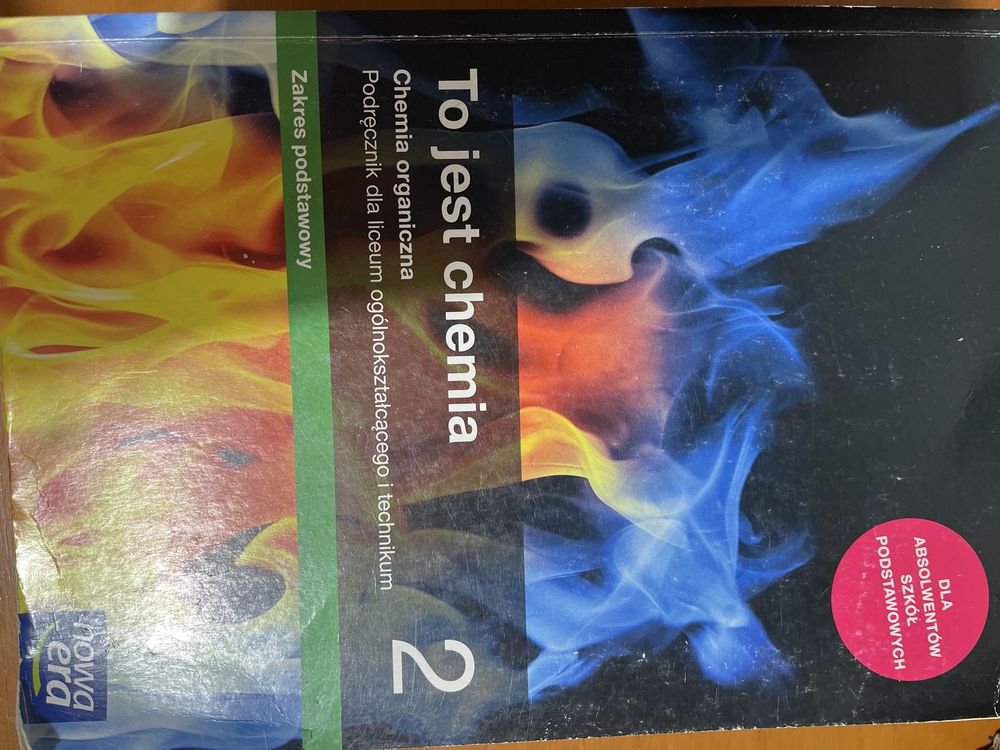 DLA
ABSOLWENTÓW
SZKÓŁ
PODSTAWOWYCH
To jest chemia
2
Chemia organiczna
Podręcznik dla liceum ogólnokształcącego i technikum
Zakres podstawowy
nowa
era